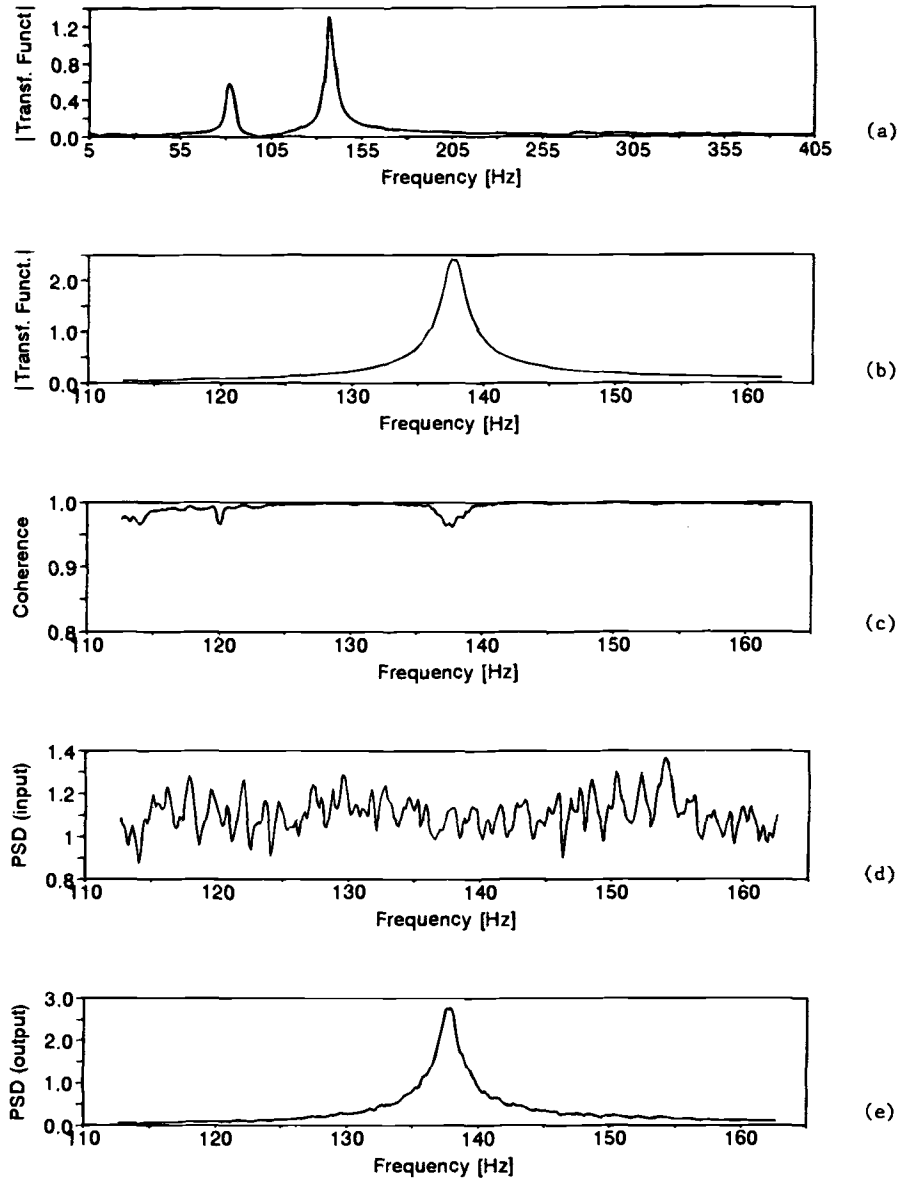 |Transf. Funct|
1.2
0.8
0.4
0.0
5 55 105 155 205 255 305 355 405
Frequency [Hz]
(a)
|Transf. Funct.|
2.0
1.0
0.0
110 120 130 140 150 160
Frequency [Hz]
(b)
Coherence
1.0
0.9
0.8
110 120 130 140 150 160
Frequency [Hz]
(c)
PSD (input)
1.4
1.2
1
0.8
110 120 130 140 150 160
Frequency [Hz]
(d)
PSD (output)
3.0
2.0
1.0
0.0
110 120 130 140 150 160
Frequency [Hz]
(e)